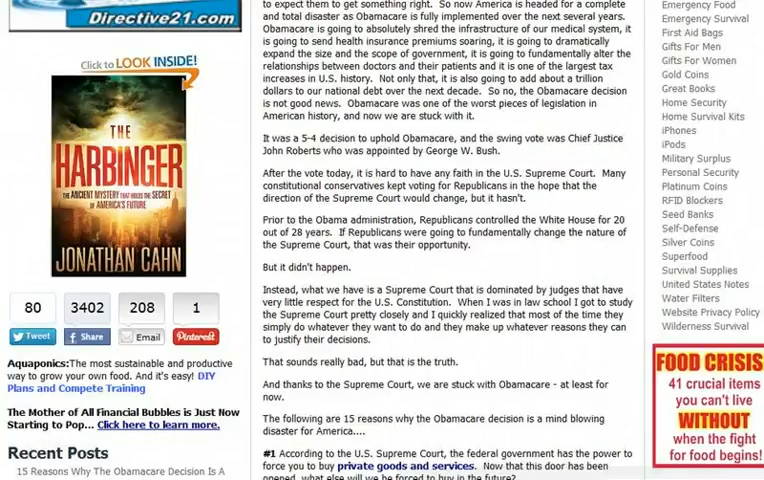 Directive21.com
Click to LOOK INSIDE!
THE
HARBINGER
THE ANCIENT MYSTERY THAT HOLDS THE SECRET
OF AMERICA'S FUTURE
JONATHAN CAHN
80
3402
208
1
Tweet
Share
Email
Pinterest
Aquaponics:The most sustainable and productive
way to grow your own food. And it's easy! DIY
Plans and Compete Training
The Mother of All Financial Bubbles is Just Now
Starting to Pop... Click here to learn more.
Recent Posts
15 Reasons Why The Obamacare Decision Is A
to expect them to get something right. So now America is headed for a complete
and total disaster as Obamacare is fully implemented over the next several years.
Obamacare is going to absolutely shred the infrastructure of our medical system, it
is going to send health insurance premiums soaring, it is going to dramatically
expand the size and the scope of government, it is going to fundamentally alter the
relationships between doctors and their patients and it is one of the largest tax
increases in U.S. history. Not only that, it is also going to add about a trillion
dollars to our national debt over the next decade. So no, the Obamacare decision
is not good news. Obamacare was one of the worst pieces of legislation in
American history, and now we are stuck with it.
It was a 5-4 decision to uphold Obamacare, and the swing vote was Chief Justice
John Roberts who was appointed by George W. Bush.
After the vote today, it is hard to have any faith in the U.S. Supreme Court. Many
constitutional conservatives kept voting for Republicans in the hope that the
direction of the Supreme Court would change, but it hasn't.
Prior to the Obama administration, Republicans controlled the White House for 20
out of 28 years. If Republicans were going to fundamentally change the nature of
the Supreme Court, that was their opportunity.
But it didn't happen.
Instead, what we have is a Supreme Court that is dominated by judges that have
very little respect for the U.S. Constitution. When I was in law school I got to study
the Supreme Court pretty closely and I quickly realized that most of the time they
simply do whatever they want to do and they make up whatever reasons they can
to justify their decisions.
That sounds really bad, but that is the truth.
And thanks to the Supreme Court, we are stuck with Obamacare - at least for
now.
The following are 15 reasons why the Obamacare decision is a mind blowing
disaster for America....
#1 According to the U.S. Supreme Court, the federal government has the power to
force you to buy private goods and services. Now that this door has been
opened, what else will we be forced to buy in the future?
Emergency Food
Emergency Survival
First Aid Bags
Gifts For Men
Gifts For Women
Gold Coins
Great Books
Home Security
Home Survival Kits
iPhones
iPods
Military Surplus
Personal Security
Platinum Coins
RFID Blockers
Seed Banks
Self-Defense
Silver Coins
Superfood
Survival Supplies
United States Notes
Water Filters
Website Privacy Policy
Wilderness Survival
FOOD CRISIS
41 crucial items
you can't live
WITHOUT
when the fight
for food begins!